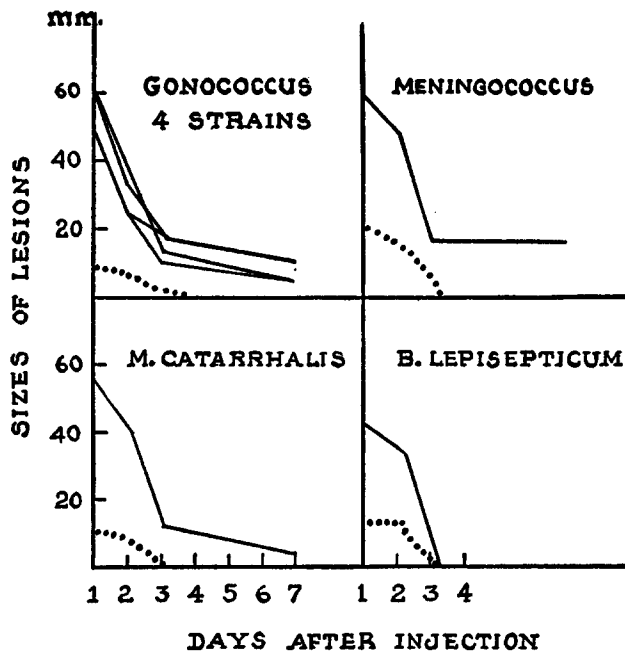 mm.
GONOCOCCUS
4 STRAINS
MENINGOCOCCUS
60
40
20
M. CATARRHALIS
B. LEPISEPTICUM
60
40
20
SIZES OF LESIONS
1 2 3 4 5 6 7
1 2 3 4
DAYS AFTER INJECTION